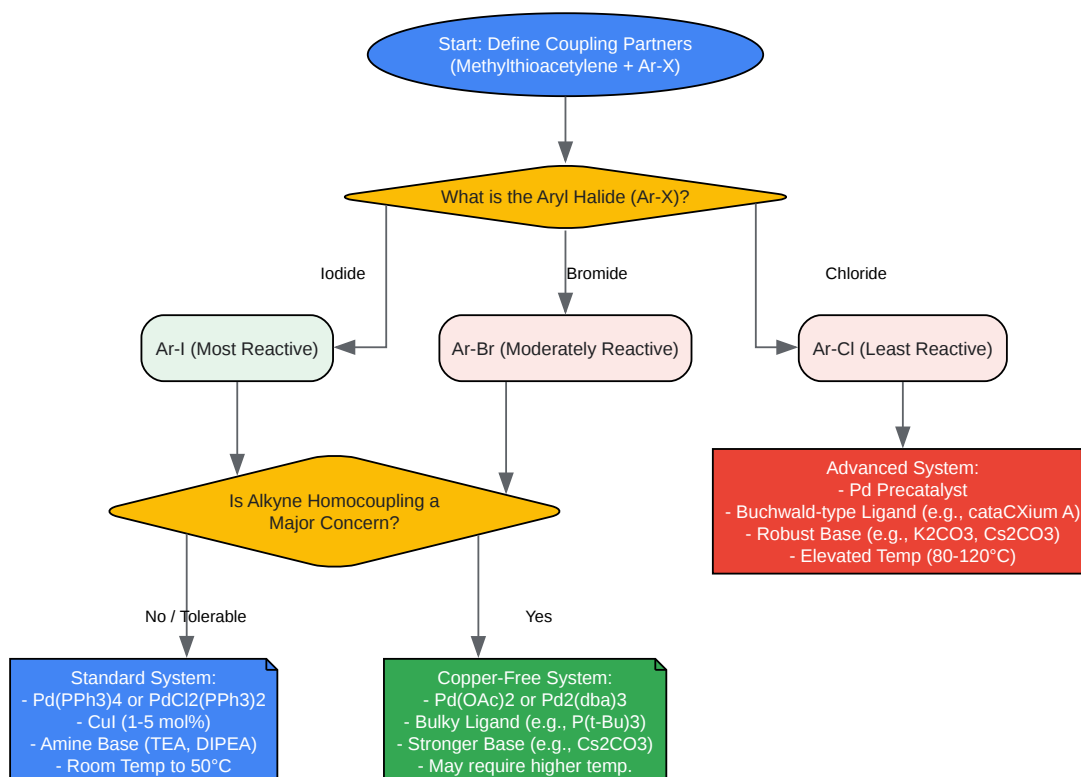 Start: Define Coupling Partners
(Methylthioacetylene + Ar-X)
What is the Aryl Halide (Ar-X)?
Iodide
Bromide
Chloride
Ar-I (Most Reactive)
Ar-Br (Moderately Reactive)
Ar-Cl (Least Reactive)
Is Alkyne Homocoupling a
Major Concern?
Advanced System:
- Pd Precatalyst
- Buchwald-type Ligand (e.g., cataCXium A)
- Robust Base (e.g., K2CO3, Cs2CO3)
- Elevated Temp (80-120°C)
No / Tolerable
Yes
Standard System:
- Pd(PPh3)4 or PdCl2(PPh3)2
- CuI (1-5 mol%)
- Amine Base (TEA, DIPEA)
- Room Temp to 50°C
Copper-Free System:
- Pd(OAc)2 or Pd2(dba)3
- Bulky Ligand (e.g., P(t-Bu)3)
- Stronger Base (e.g., Cs2CO3)
- May require higher temp.